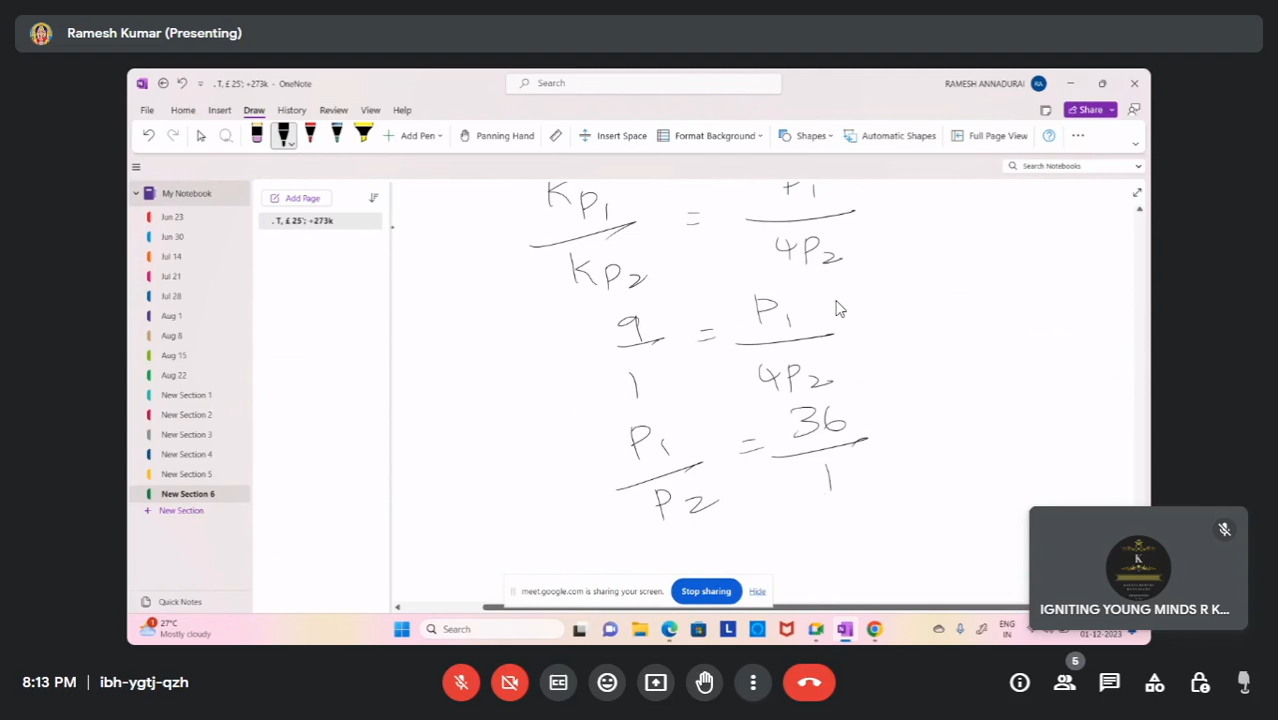 Ramesh Kumar (Presenting)
. T, £ 25'; +273k - OneNote
Search
RAMESH ANNADURAI
RA
File Home Insert Draw History Review View Help
Share
Add Pen
Panning Hand
Insert Space
Format Background
Shapes
Automatic Shapes
Full Page View
Search Notebooks
My Notebook
Add Page
. T, £ 25'; +273k
Jun 23
Jun 30
Jul 14
Jul 21
Jul 28
Aug 1
Aug 8
Aug 15
Aug 22
New Section 1
New Section 2
New Section 3
New Section 4
New Section 5
New Section 6
New Section
Quick Notes
KP1 = P1
KP2 4P2
9 = P1
1 4P2
P1 = 36
P2 1
meet.google.com is sharing your screen.
Stop sharing
Hide
K
IGNITING YOUNG MINDS R K...
27°C
Mostly cloudy
Search
ENG
IN
01-12-2023
8:13 PM | ibh-ygtj-qzh
5